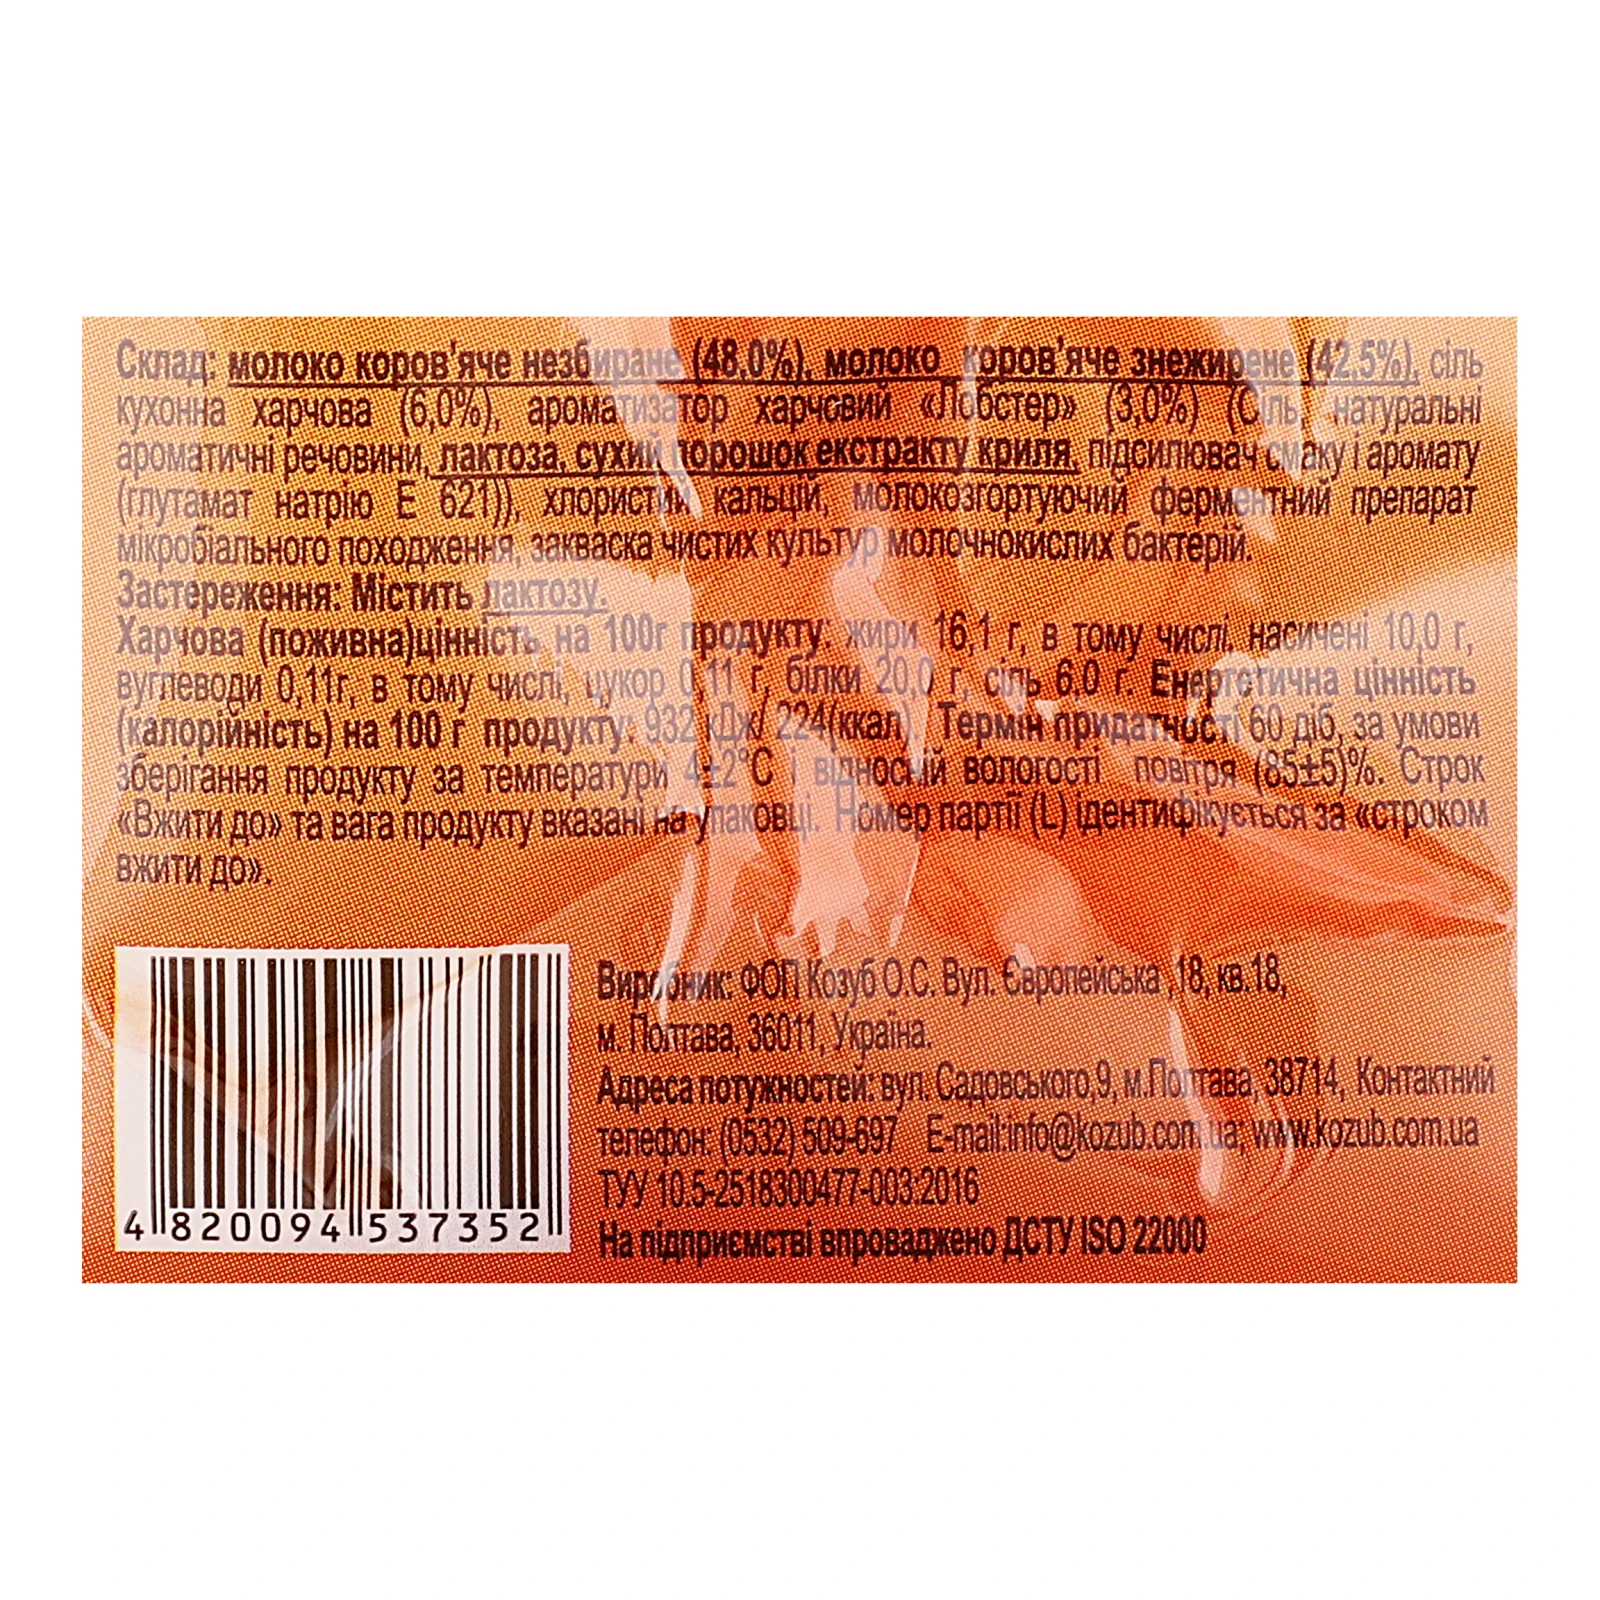 Склад: молоко коров'яче незбиране (48,0%), молоко коров'яче знежирене (42,5%), сіль
кухонна харчова (6,0%), ароматизатор харчовий «Лобстер» (3,0%) (Сіль, натуральні
ароматичні речовини, лактоза, сухий порошок екстракту криля, підсилювач смаку і аромату
(глутамат натрію Е 621)), хлористий кальцій, молокозгортуючий ферментний препарат
мікробіального походження, закваска чистих культур молочнокислих бактерій.
Застереження: Містить лактозу.
Харчова (поживна)цінність на 100г продукту: жири 16,1 г, в тому числі, насичені 10,0 г,
вуглеводи 0,11г, в тому числі, цукор 0,11 г, білки 20,0 г, сіль 6,0 г. Енергетична цінність
(калорійність) на 100 г продукту: 932 кДж/ 224(ккал). Термін придатності 60 діб, за умови
зберігання продукту за температури 4±2°С і відносній вологості повітря (85±5)%. Строк
«Вжити до» та вага продукту вказані на упаковці. Номер партії (L) ідентифікується за «строком
вжити до».
Виробник: ФОП Козуб О.С. Вул. Європейська ,18, кв.18,
м. Полтава, 36011, Україна.
Адреса потужностей: вул. Садовського,9, м.Полтава, 38714, Контактний
телефон: (0532) 509-697 E-mail:info@kozub.com.ua; www.kozub.com.ua
ТУУ 10.5-2518300477-003:2016
На підприємстві впроваджено ДСТУ ISO 22000
4 820094 537352